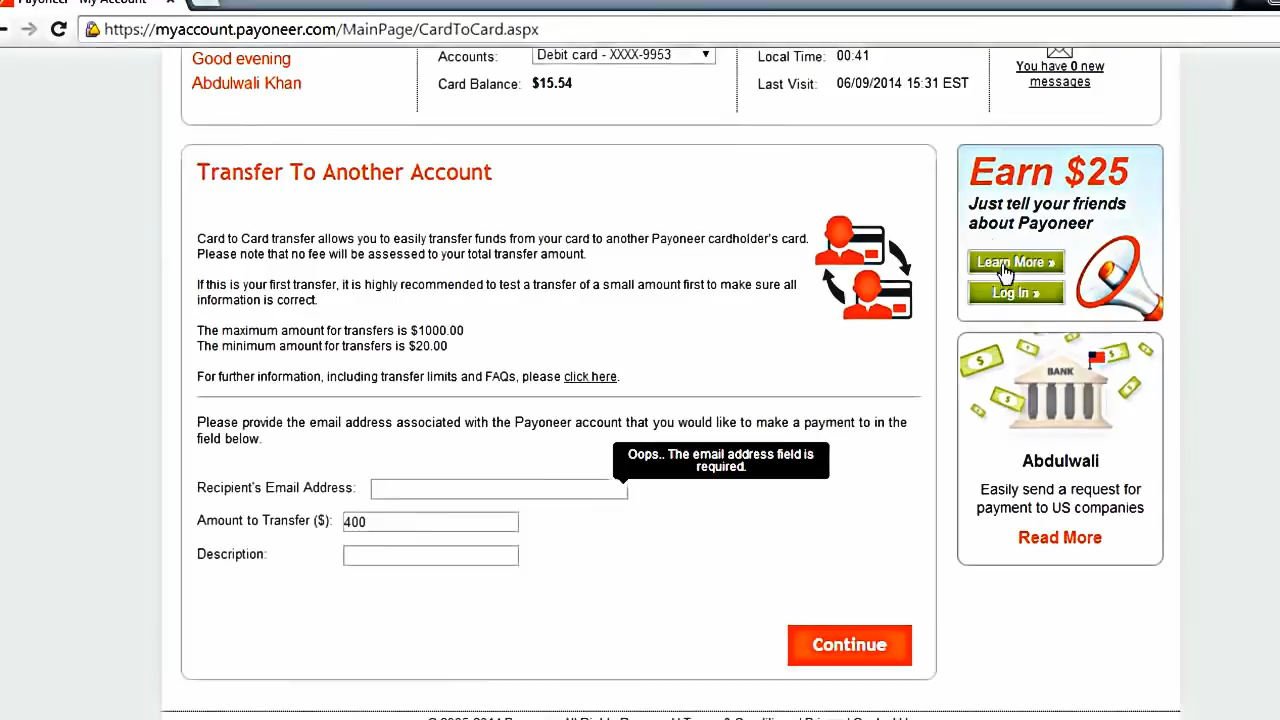 Payoneer - My Account
https://myaccount.payoneer.com/MainPage/CardToCard.aspx
Good evening
Abdulwali Khan
Accounts: Debit card - XXXX-9953
Card Balance: $15.54
Local Time: 00:41
Last Visit: 06/09/2014 15:31 EST
You have 0 new
messages
Transfer To Another Account
Card to Card transfer allows you to easily transfer funds from your card to another Payoneer cardholder's card.
Please note that no fee will be assessed to your total transfer amount.
If this is your first transfer, it is highly recommended to test a transfer of a small amount first to make sure all
information is correct.
The maximum amount for transfers is $1000.00
The minimum amount for transfers is $20.00
For further information, including transfer limits and FAQs, please click here.
Please provide the email address associated with the Payoneer account that you would like to make a payment to in the
field below.
Oops.. The email address field is
required.
Recipient's Email Address:
Amount to Transfer ($): 400
Description:
Continue
Earn $25
Just tell your friends
about Payoneer
Learn More »
Log In »
BANK
Abdulwali
Easily send a request for
payment to US companies
Read More